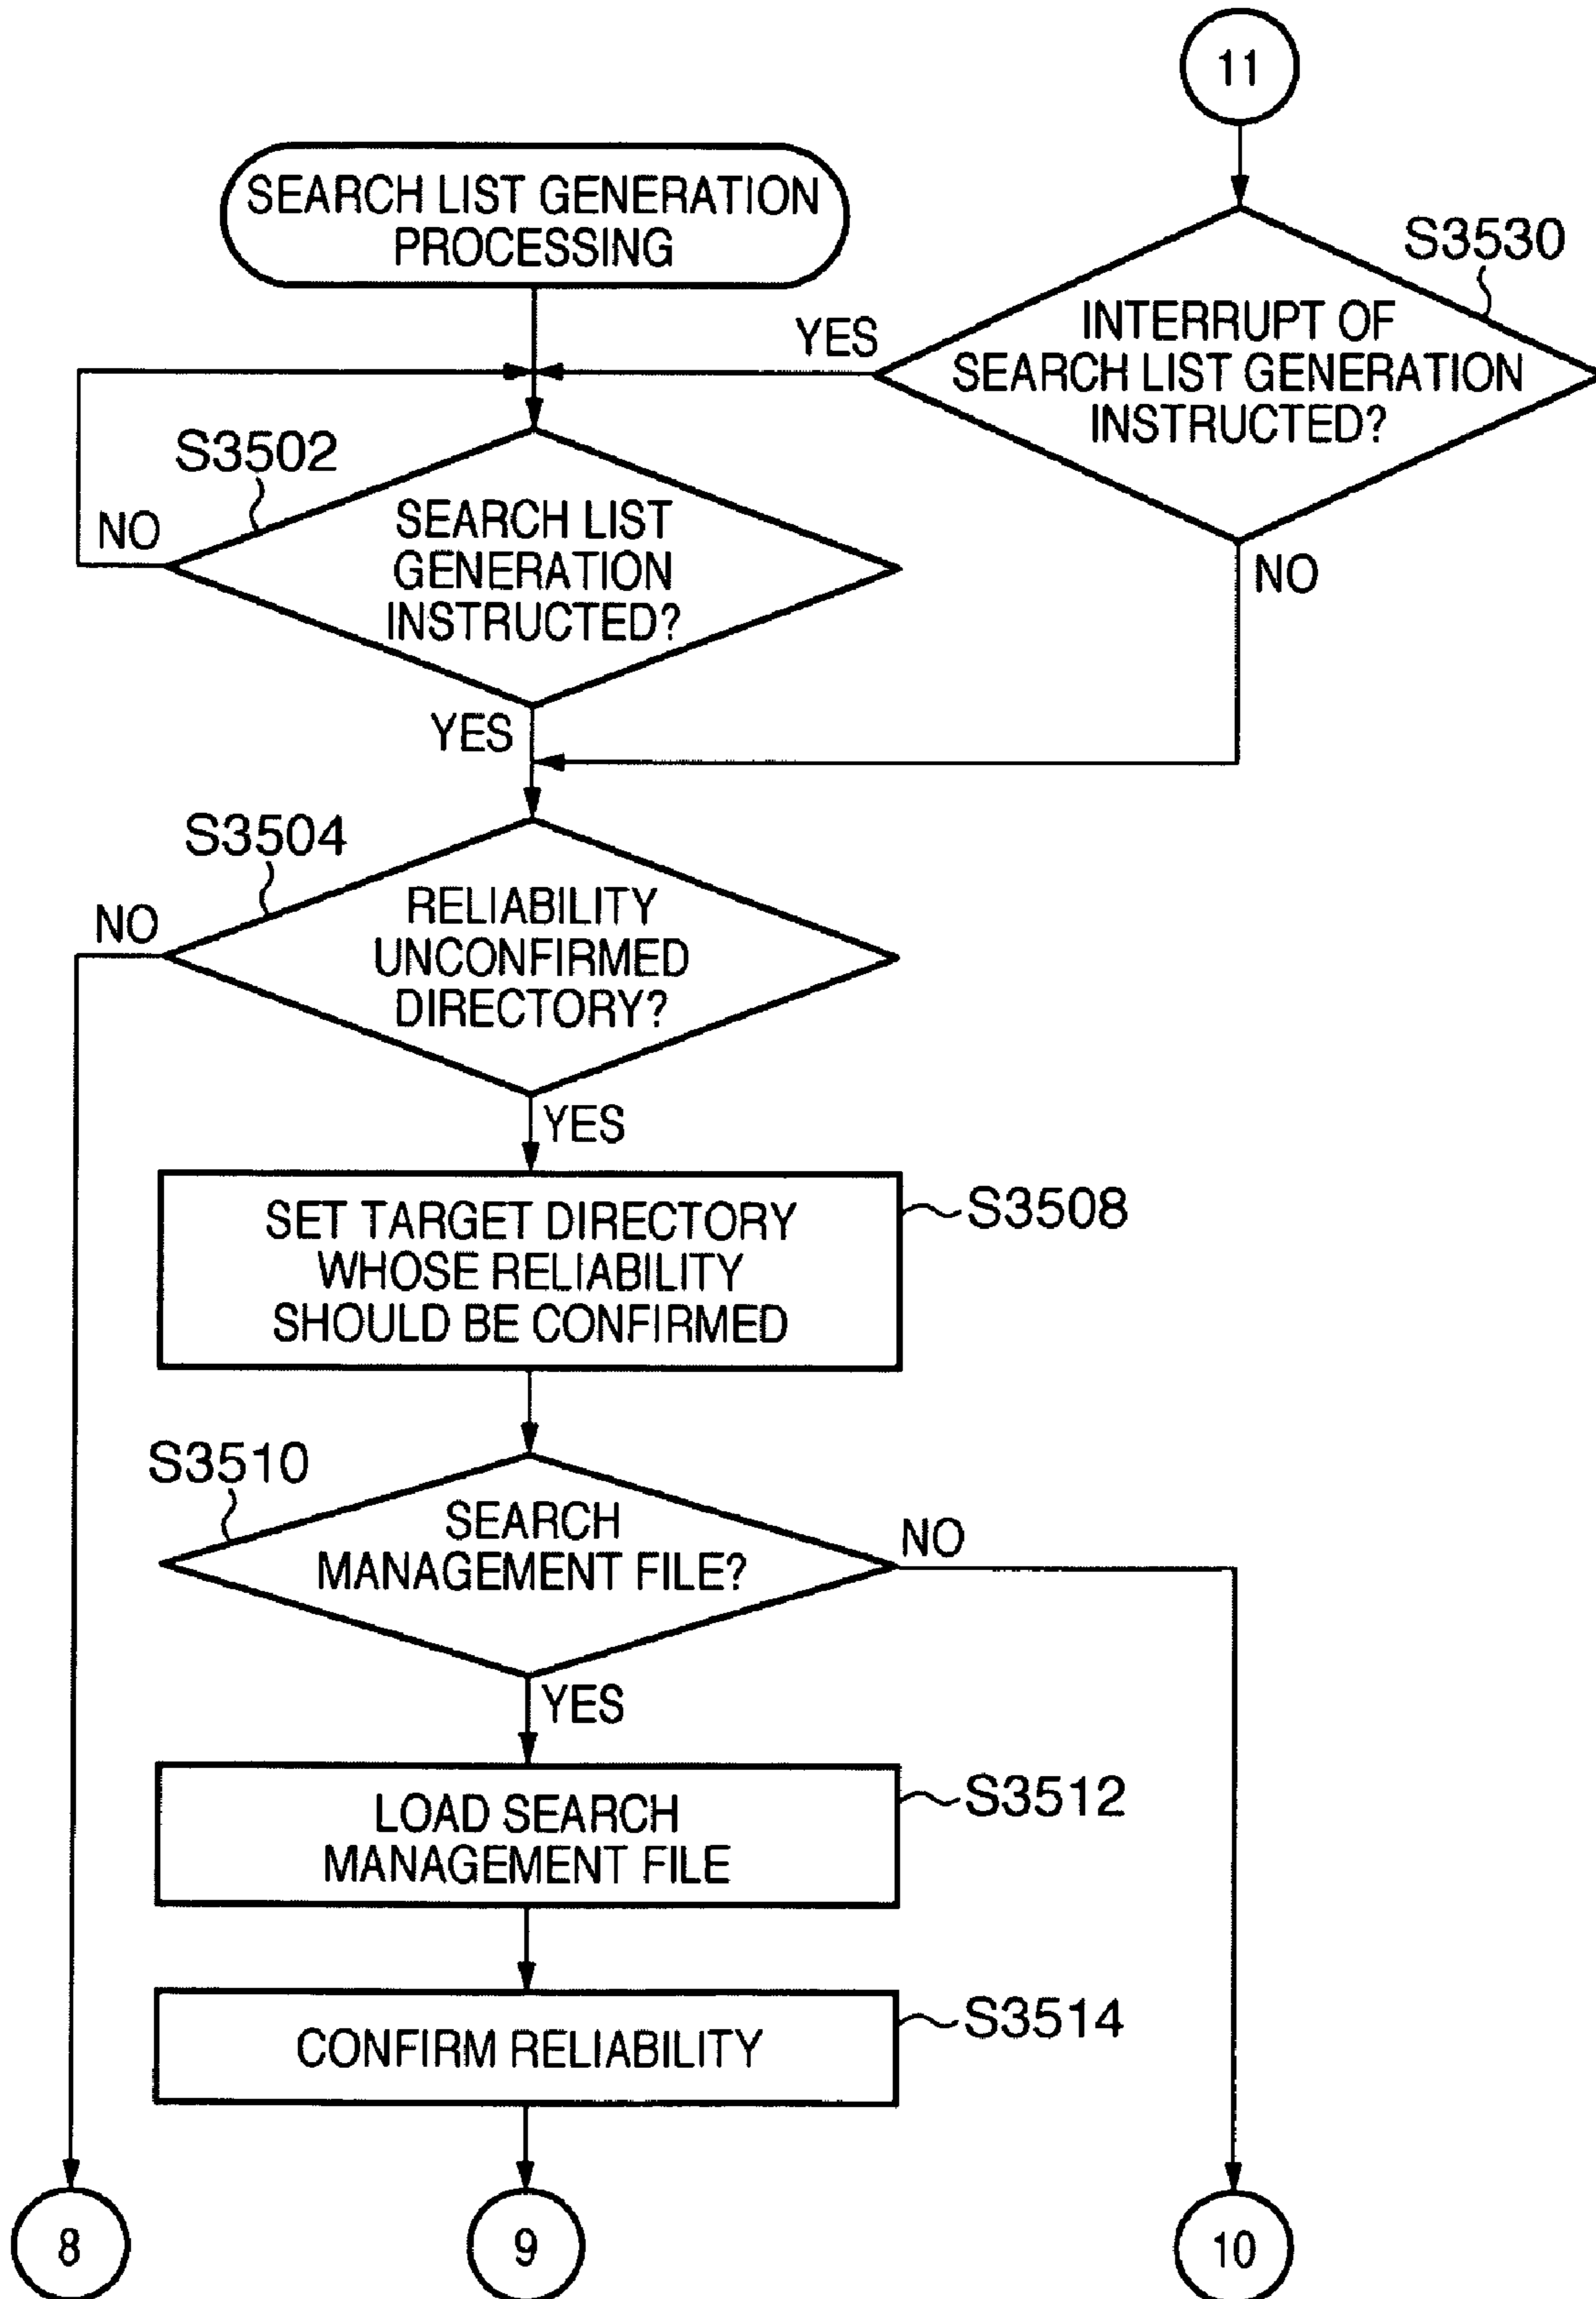 11
SEARCH LIST GENERATION
PROCESSING
S3530
INTERRUPT OF
SEARCH LIST GENERATION
INSTRUCTED?
YES
NO
S3502
SEARCH LIST
GENERATION
INSTRUCTED?
NO
YES
S3504
RELIABILITY
UNCONFIRMED
DIRECTORY?
NO
YES
SET TARGET DIRECTORY
WHOSE RELIABILITY
SHOULD BE CONFIRMED
S3508
S3510
SEARCH
MANAGEMENT FILE?
NO
YES
LOAD SEARCH
MANAGEMENT FILE
S3512
CONFIRM RELIABILITY
S3514
8
9
10